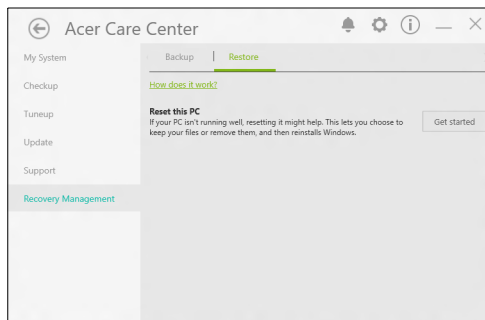 Acer Care Center
My System
Checkup
Tuneup
Update
Support
Recovery Management
Backup
Restore
How does it work?
Reset this PC
If your PC isn't running well, resetting it might help. This lets you choose to
keep your files or remove them, and then reinstalls Windows.
Get started